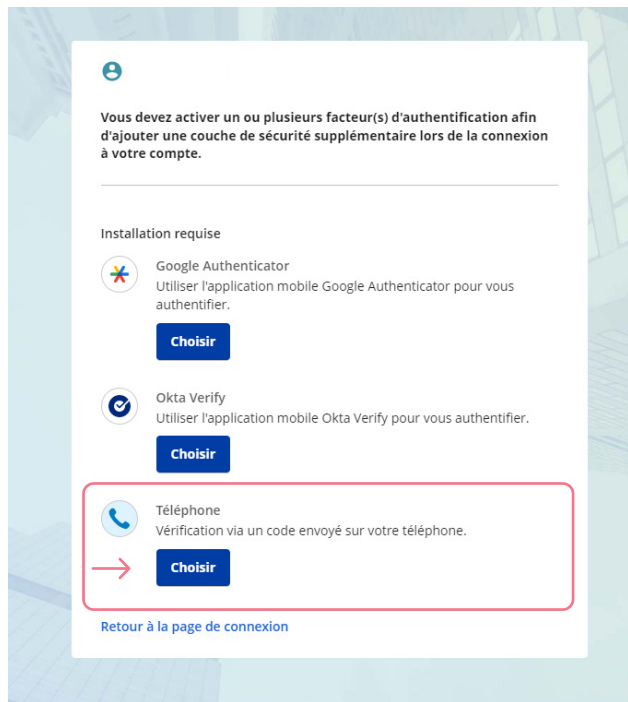 Vous devez activer un ou plusieurs facteur(s) d'authentification afin
d'ajouter une couche de sécurité supplémentaire lors de la connexion
à votre compte.
Installation requise
Google Authenticator
Utiliser l'application mobile Google Authenticator pour vous
authentifier.
Choisir
Okta Verify
Utiliser l'application mobile Okta Verify pour vous authentifier.
Choisir
Téléphone
Vérification via un code envoyé sur votre téléphone.
Choisir
Retour à la page de connexion